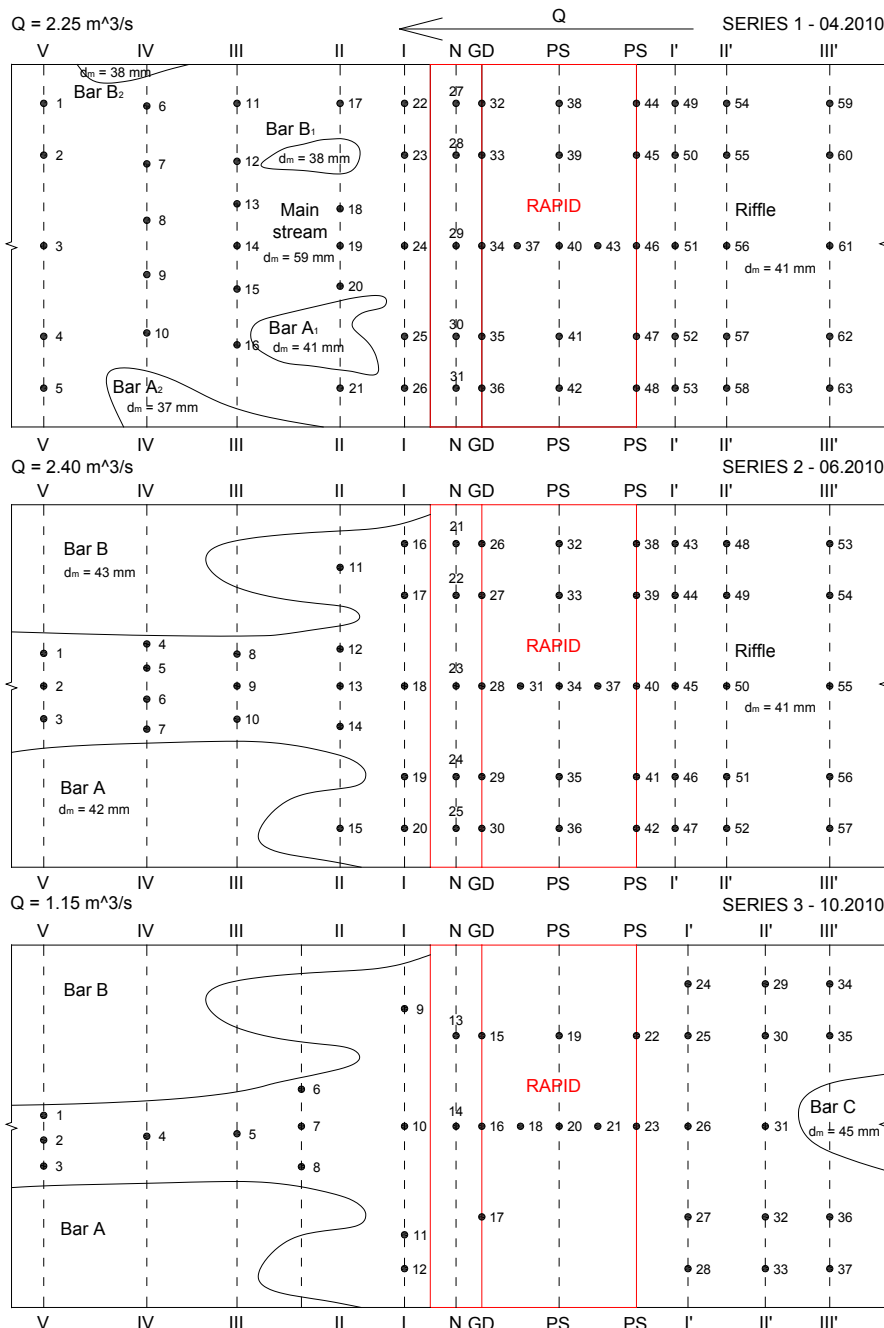 Q
Q = 2.25 m^3/s SERIES 1 - 04.2010
V IV III II I N GD PS PS I' II' III'
dm = 38 mm
Bar B2
27
1 6 11 17 22 32 38 44 49 54 59
Bar B1
28
2 7 12 dm = 38 mm 23 33 39 45 50 55 60
13 18
Main stream
RAPID
Riffle
29
3 8 14 19 24 34 37 40 43 46 51 56 61
dm = 59 mm
dm = 41 mm
9 15 20
Bar A1
30
4 10 16 dm = 41 mm 25 35 41 47 52 57 62
31
Bar A2
5 21 26 36 42 48 53 58 63
dm = 37 mm
V IV III II I N GD PS PS I' II' III'
Q = 2.40 m^3/s SERIES 2 - 06.2010
V IV III II I N GD PS PS I' II' III'
21
Bar B 16 26 32 38 43 48 53
dm = 43 mm 11
22
17 27 33 39 44 49 54
4
1 8 12 RAPID Riffle
5
23
2 9 13 18 28 31 34 37 40 45 50 55
6
dm = 41 mm
3 10 14
7
24
Bar A 19 29 35 41 46 51 56
dm = 42 mm
25
15 20 30 36 42 47 52 57
V IV III II I N GD PS PS I' II' III'
Q = 1.15 m^3/s SERIES 3 - 10.2010
V IV III II I N GD PS PS I' II' III'
Bar B 24 29 34
9
13
15 19 22 25 30 35
6 RAPID
1
Bar C
14
2 4 5 7 10 16 18 20 21 23 26 31
dm = 45 mm
3 8
17 27 32 36
Bar A 11
12 28 33 37
V IV III II I N GD PS PS I' II' III'